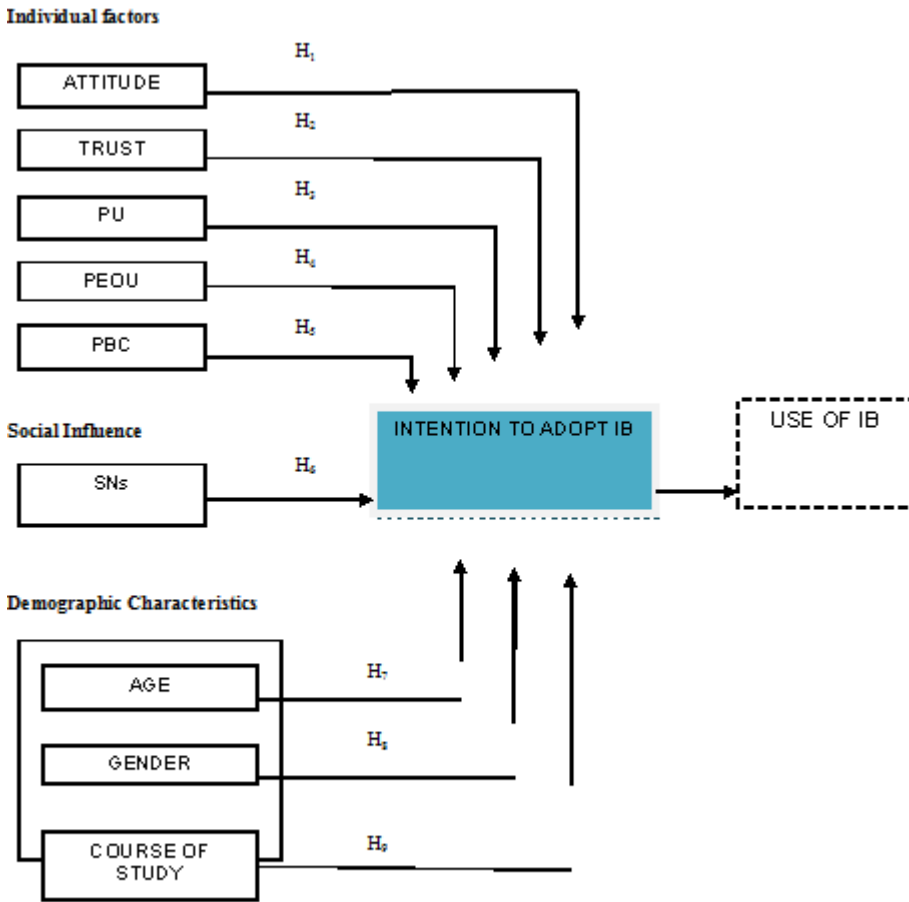 Individual factors
H₁
ATTITUDE
H₂
TRUST
H₃
PU
H₄
PEOU
H₅
PBC
Social Influence
INTENTION TO ADOPT IB
USE OF IB
H₆
SNs
Demographic Characteristics
H₇
AGE
H₈
GENDER
H₉
COURSE OF
STUDY